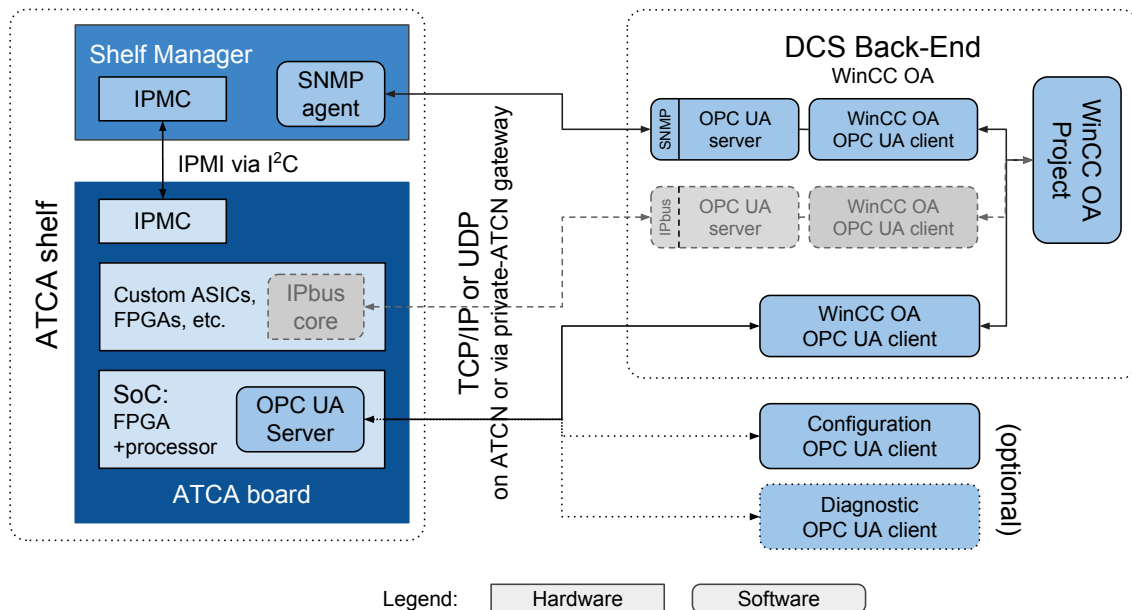 Shelf Manager
IPMC
SNMP
agent
IPMI via I²C
IPMC
Custom ASICs,
FPGAs, etc.
IPbus
core
SoC:
FPGA
+processor
OPC UA
Server
ATCA board
ATCA shelf
TCP/IP or UDP
on ATCN or via private-ATCN gateway
DCS Back-End
WinCC OA
SNMP
OPC UA
server
WinCC OA
OPC UA client
IPbus
OPC UA
server
WinCC OA
OPC UA client
WinCC OA
OPC UA client
WinCC OA
Project
Configuration
OPC UA client
Diagnostic
OPC UA client
(optional)
Legend:
Hardware
Software